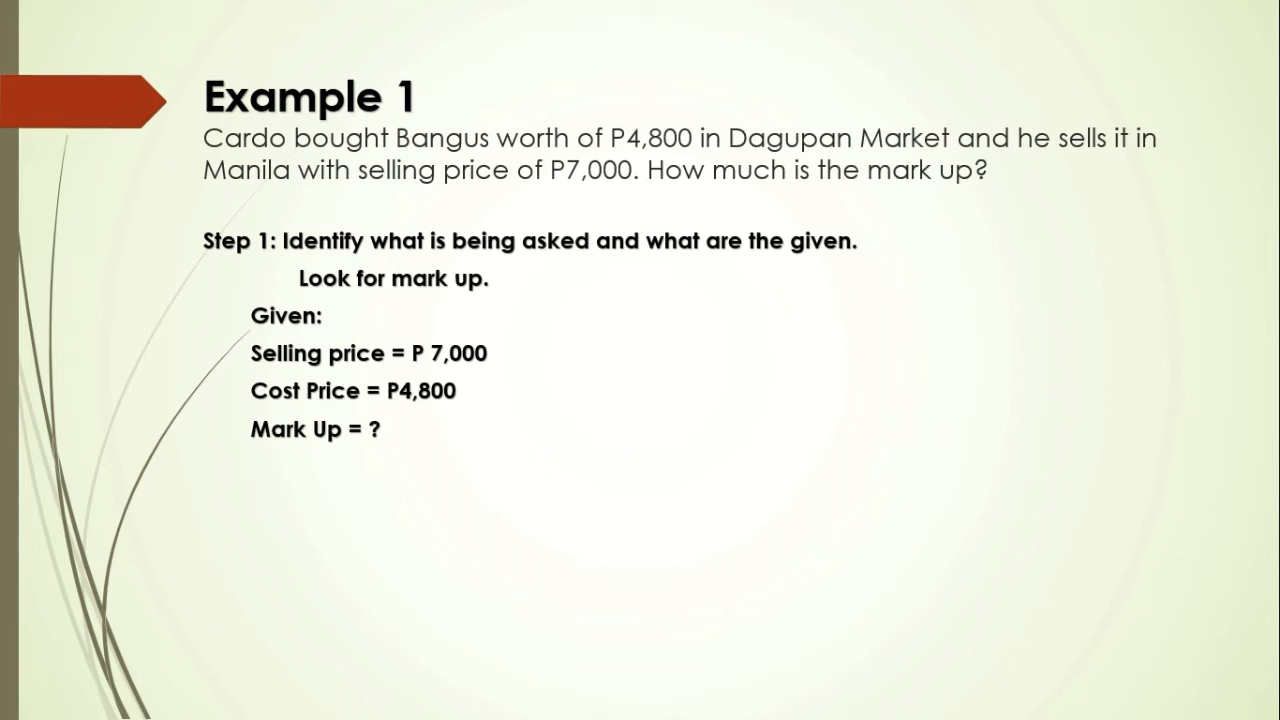 Example 1
Cardo bought Bangus worth of P4,800 in Dagupan Market and he sells it in
Manila with selling price of P7,000. How much is the mark up?
Step 1: Identify what is being asked and what are the given.
Look for mark up.
Given:
Selling price = P 7,000
Cost Price = P4,800
Mark Up = ?